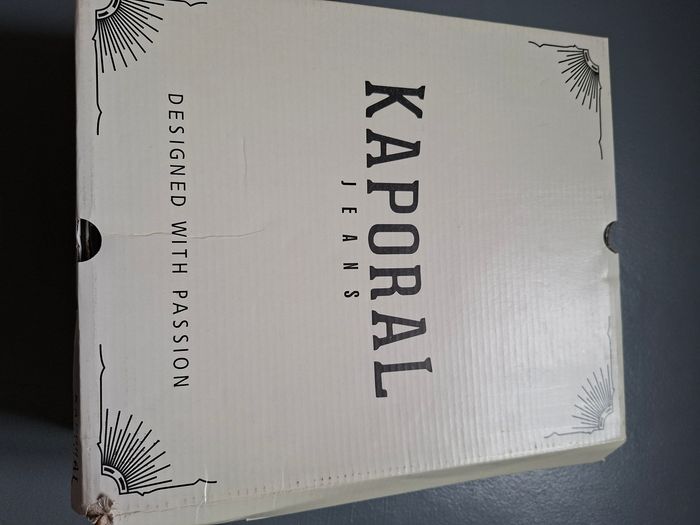 KAPORAL
JEANS
DESIGNED WITH PASSION